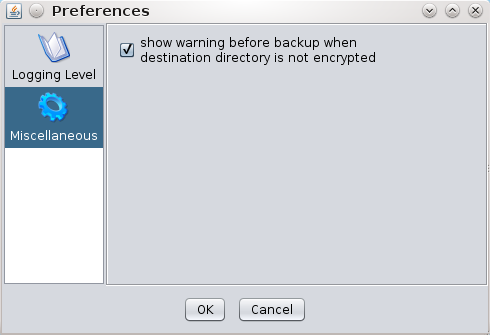 Preferences
Logging Level
Miscellaneous
show warning before backup when
destination directory is not encrypted
OK
Cancel